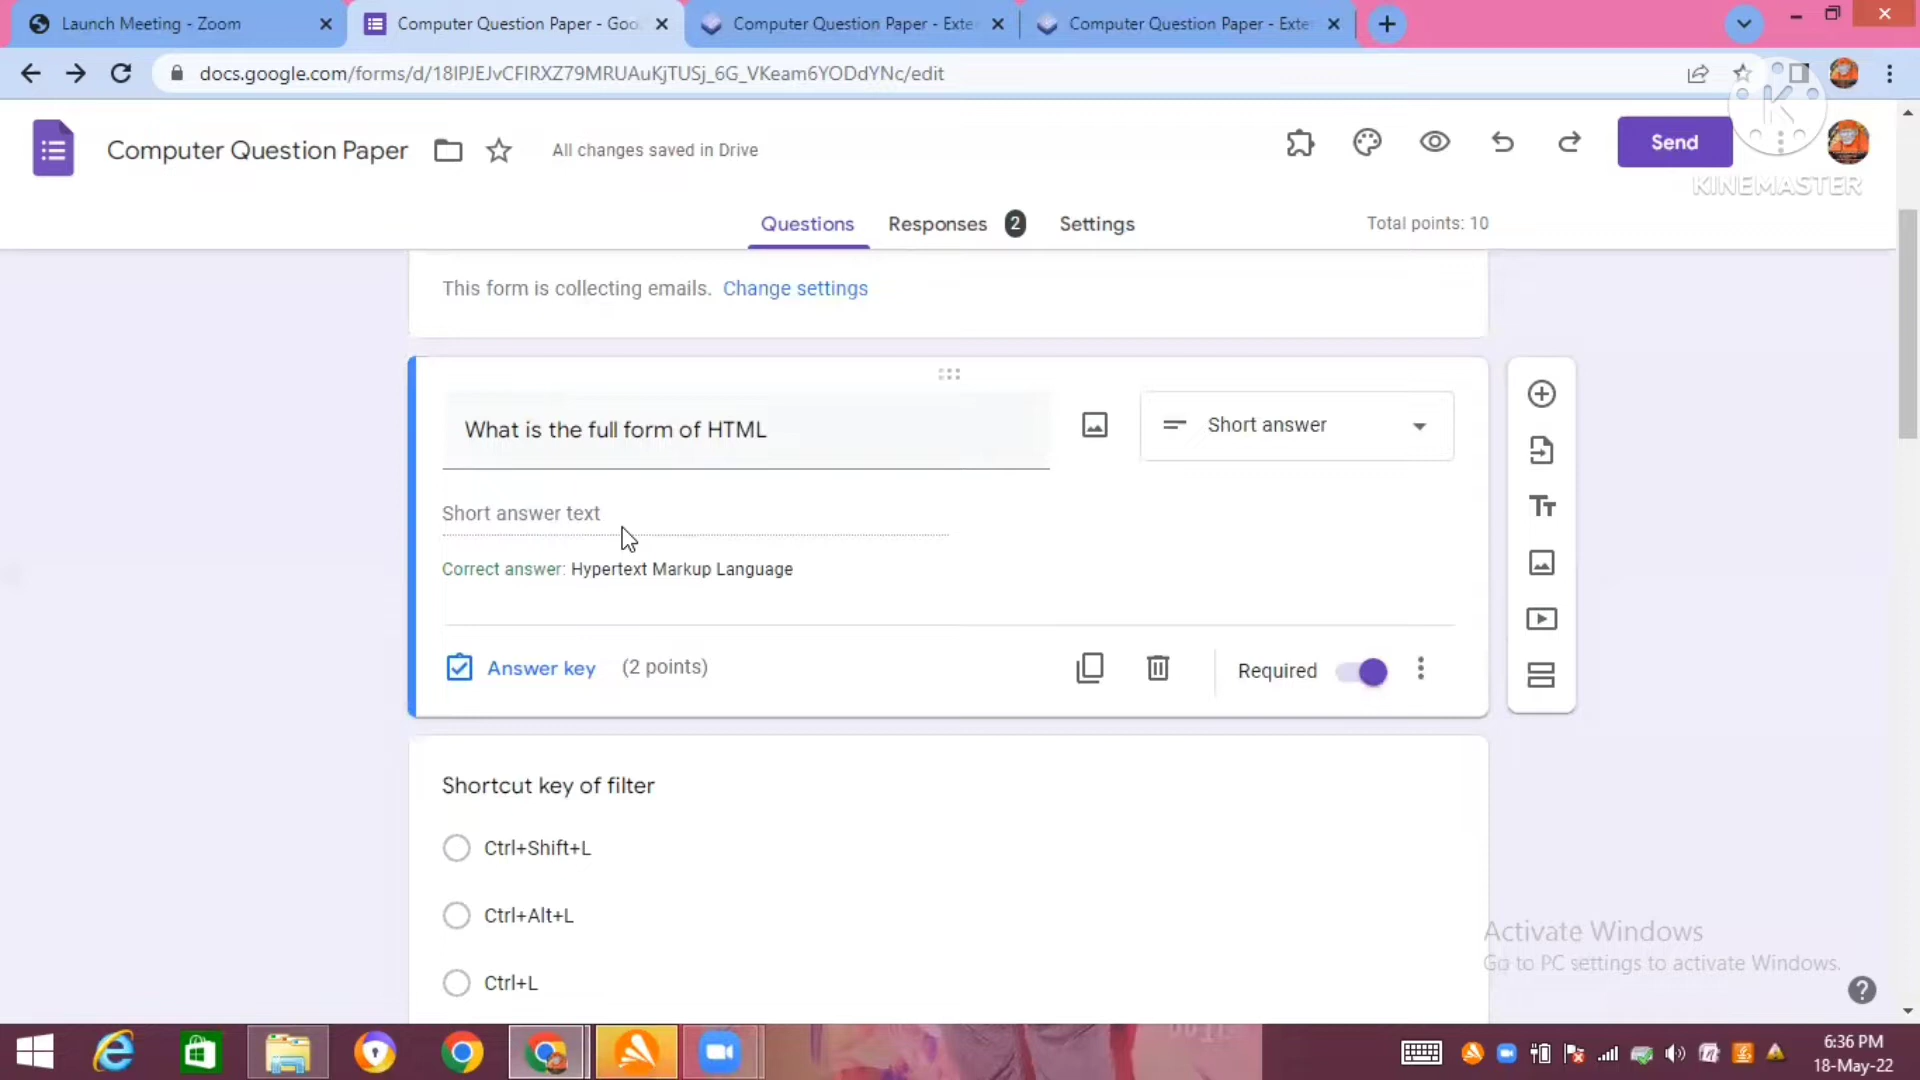 Launch Meeting - Zoom
Computer Question Paper - Goo
Computer Question Paper - Exte
Computer Question Paper - Exte
docs.google.com/forms/d/18IPJEJvCFIRXZ79MRUAuKjTUSj_6G_VKeam6YODdYNc/edit
Computer Question Paper
All changes saved in Drive
Send
K
KINEMASTER
Questions
Responses 2
Settings
Total points: 10
This form is collecting emails. Change settings
What is the full form of HTML
Short answer
Short answer text
Correct answer: Hypertext Markup Language
Answer key (2 points)
Required
Shortcut key of filter
Ctrl+Shift+L
Ctrl+Alt+L
Ctrl+L
Activate Windows
Go to PC settings to activate Windows.
6:36 PM
18-May-22